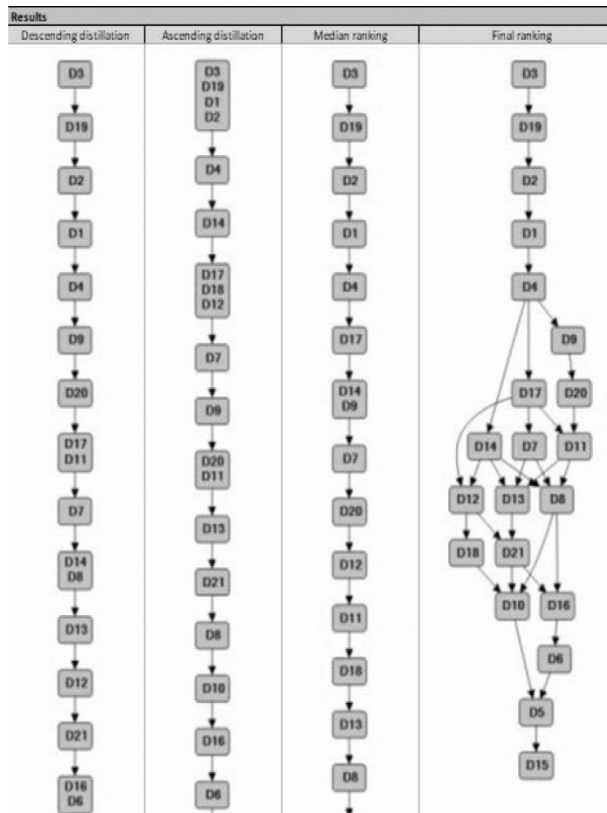 Results
Descending distillation
Ascending distillation
Median ranking
Final ranking
D3
D19
D2
D1
D4
D9
D20
D17
D11
D7
D14
D8
D13
D12
D21
D16
D6
D3
D19
D1
D2
D4
D14
D17
D18
D12
D7
D9
D20
D11
D13
D21
D8
D10
D16
D6
D3
D19
D2
D1
D4
D17
D14
D9
D7
D20
D12
D11
D18
D13
D8
D3
D19
D2
D1
D4
D9
D17
D20
D14
D7
D11
D12
D13
D8
D18
D21
D10
D16
D6
D5
D15